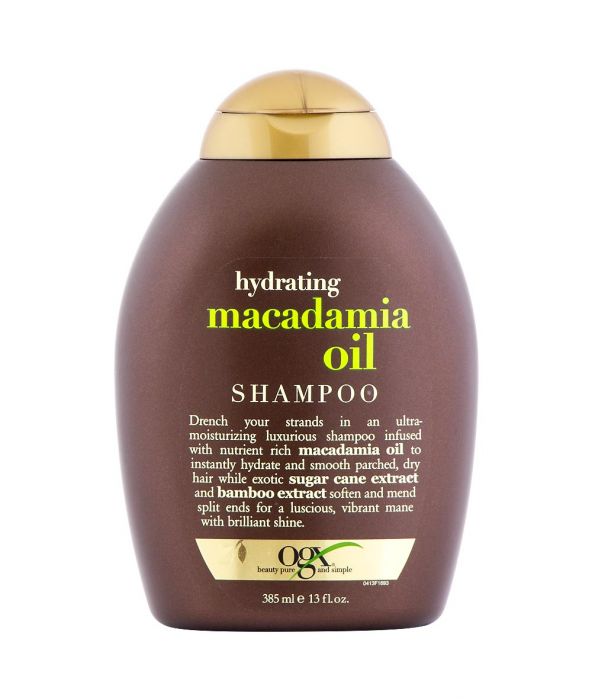 hydrating
macadamia
oil
SHAMPOO
Drench your strands in an ultra-
moisturizing luxurious shampoo infused
with nutrient rich macadamia oil to
instantly hydrate and smooth parched, dry
hair while exotic sugar cane extract
and bamboo extract soften and mend
split ends for a luscious, vibrant mane
with brilliant shine.
ogx®
beauty pure and simple
0413F1693
385 ml e 13 fl.oz.